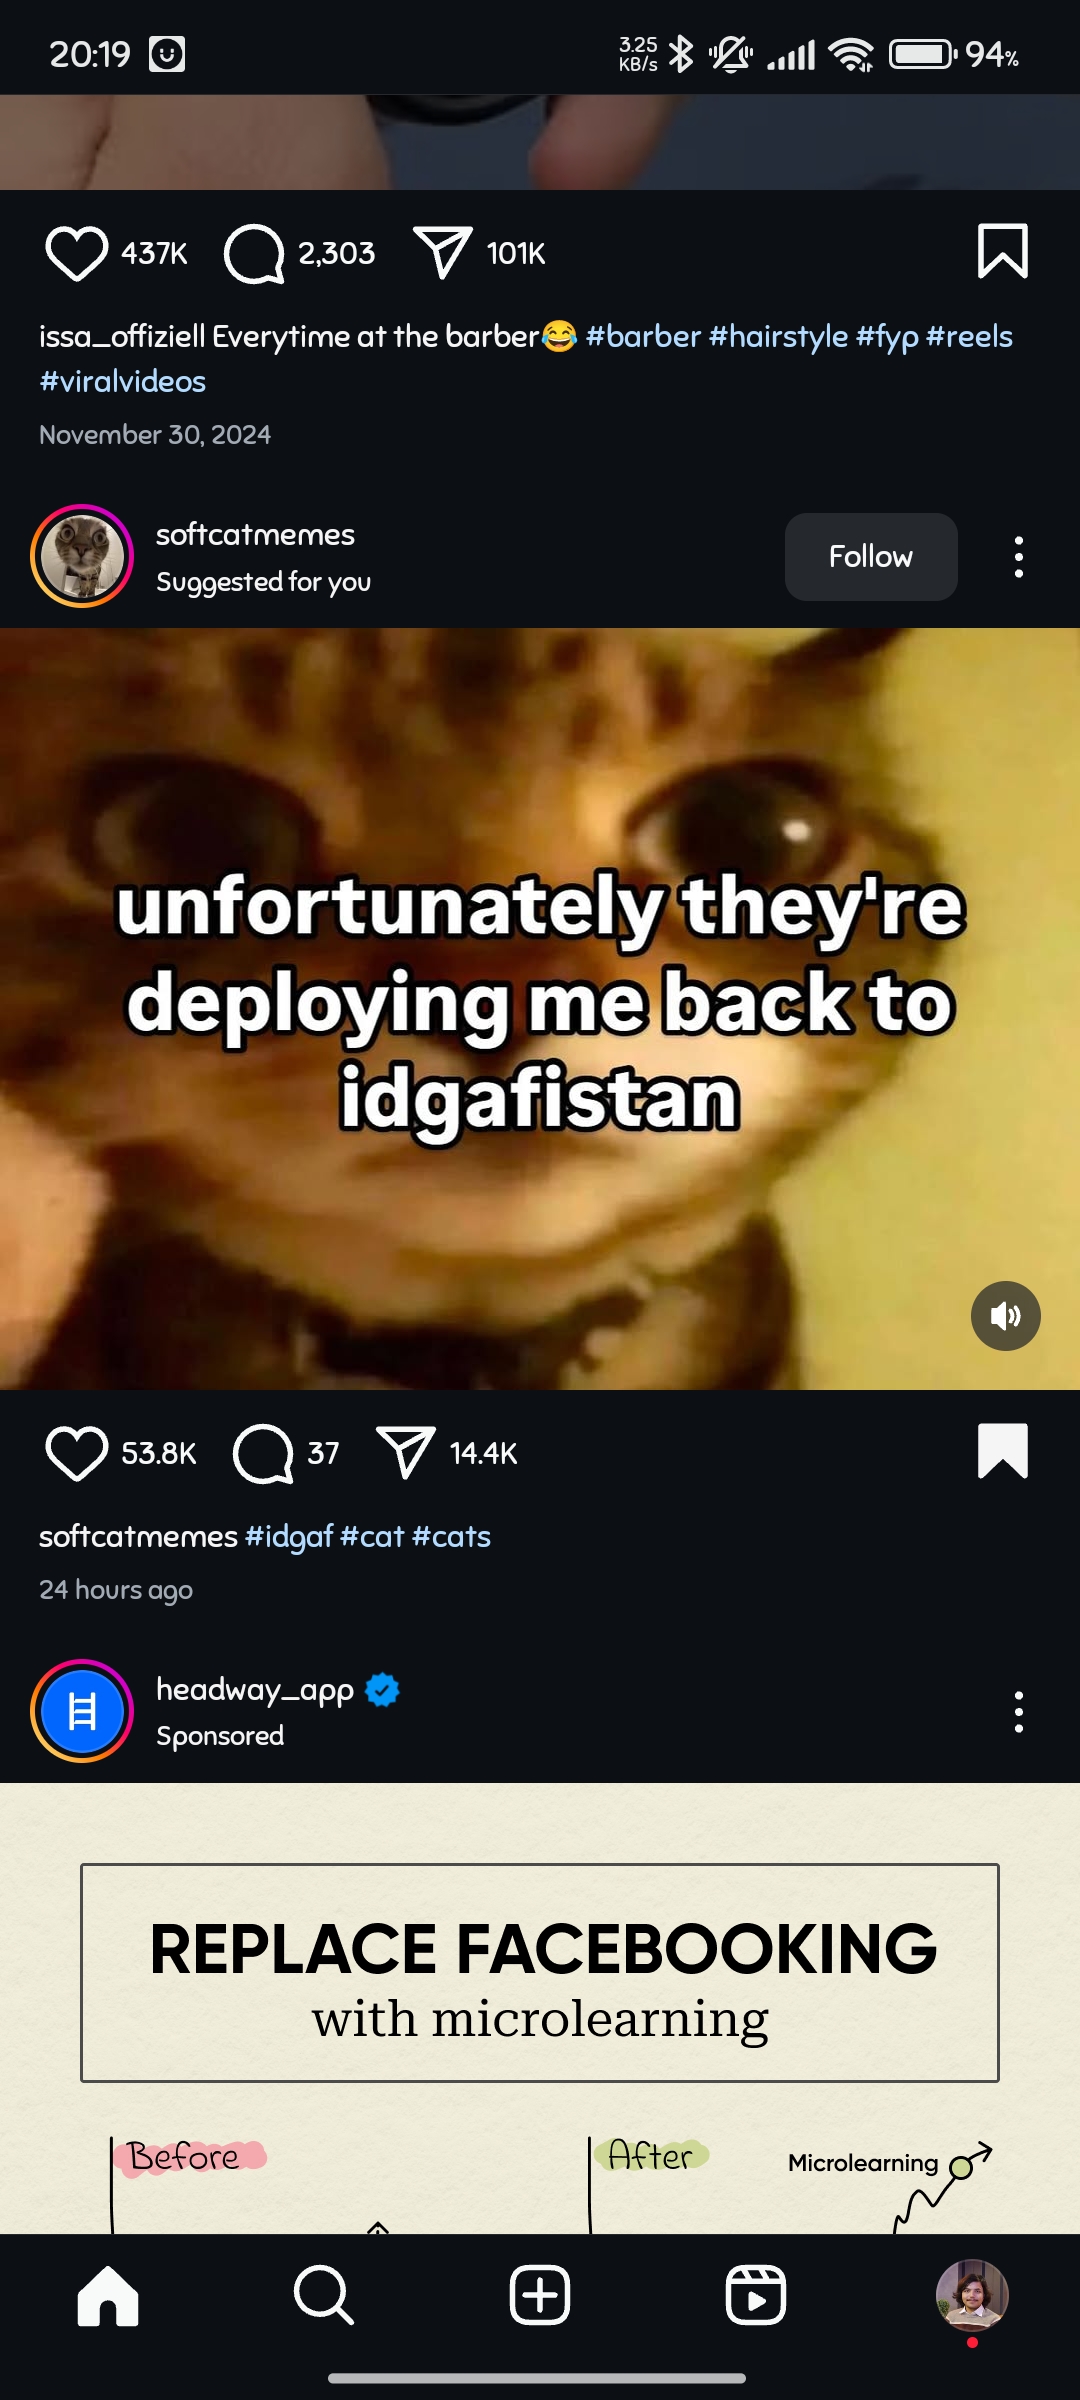 20:19 3.25 KB/s 94%
437K 2,303 101K
issa_offiziell Everytime at the barber😂 #barber #hairstyle #fyp #reels
#viralvideos
November 30, 2024
softcatmemes
Suggested for you
Follow
unfortunately they're
deploying me back to
idgafistan
53.8K 37 14.4K
softcatmemes #idgaf #cat #cats
24 hours ago
headway_app
Sponsored
REPLACE FACEBOOKING
with microlearning
Before After Microlearning